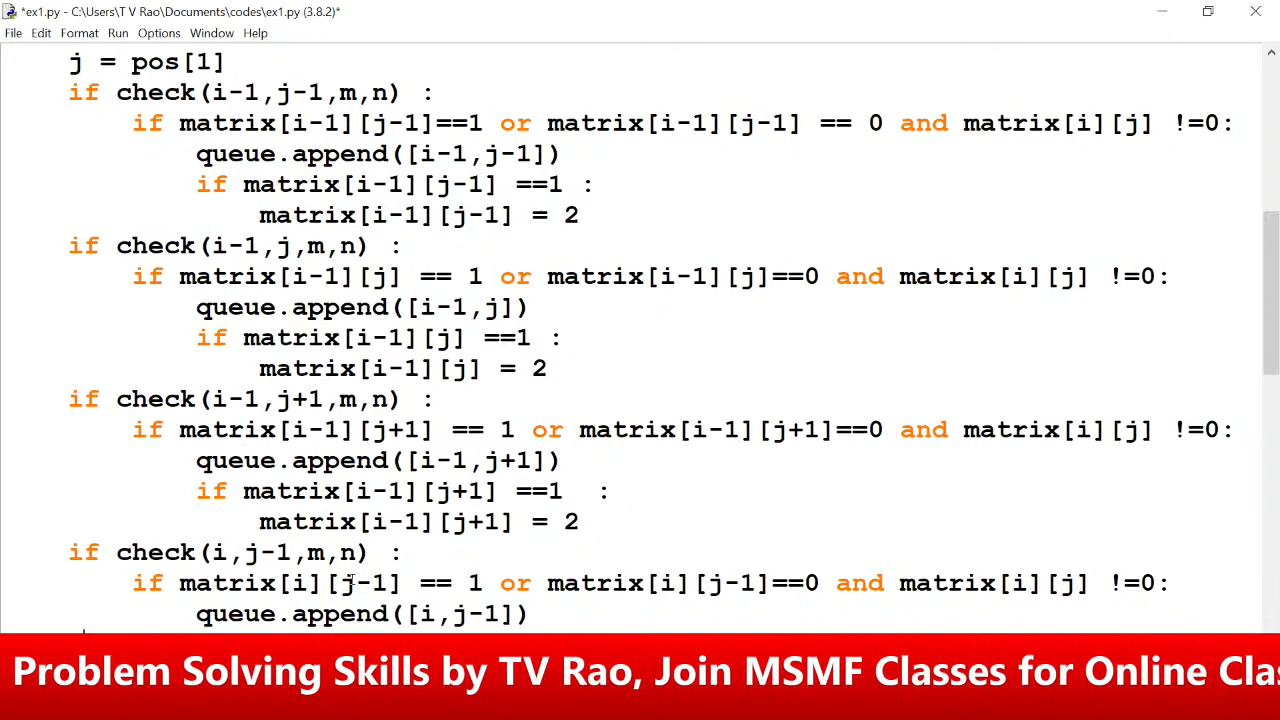 *ex1.py - C:\Users\T V Rao\Documents\codes\ex1.py (3.8.2)*
File Edit Format Run Options Window Help
j = pos[1]
if check(i-1,j-1,m,n) :
if matrix[i-1][j-1]==1 or matrix[i-1][j-1] == 0 and matrix[i][j] !=0:
queue.append([i-1,j-1])
if matrix[i-1][j-1] ==1 :
matrix[i-1][j-1] = 2
if check(i-1,j,m,n) :
if matrix[i-1][j] == 1 or matrix[i-1][j]==0 and matrix[i][j] !=0:
queue.append([i-1,j])
if matrix[i-1][j] ==1 :
matrix[i-1][j] = 2
if check(i-1,j+1,m,n) :
if matrix[i-1][j+1] == 1 or matrix[i-1][j+1]==0 and matrix[i][j] !=0:
queue.append([i-1,j+1])
if matrix[i-1][j+1] ==1  :
matrix[i-1][j+1] = 2
if check(i,j-1,m,n) :
if matrix[i][j-1] == 1 or matrix[i][j-1]==0 and matrix[i][j] !=0:
queue.append([i,j-1])
Problem Solving Skills by TV Rao, Join MSMF Classes for Online Clas